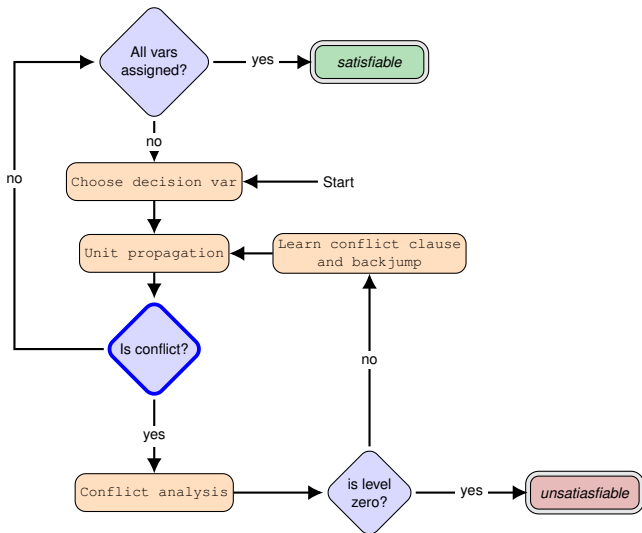 All vars
assigned?
yes
satisfiable
no
no
Choose decision var
Start
Unit propagation
Learn conflict clause
and backjump
Is conflict?
no
yes
Conflict analysis
is level
zero?
yes
unsatiasfiable